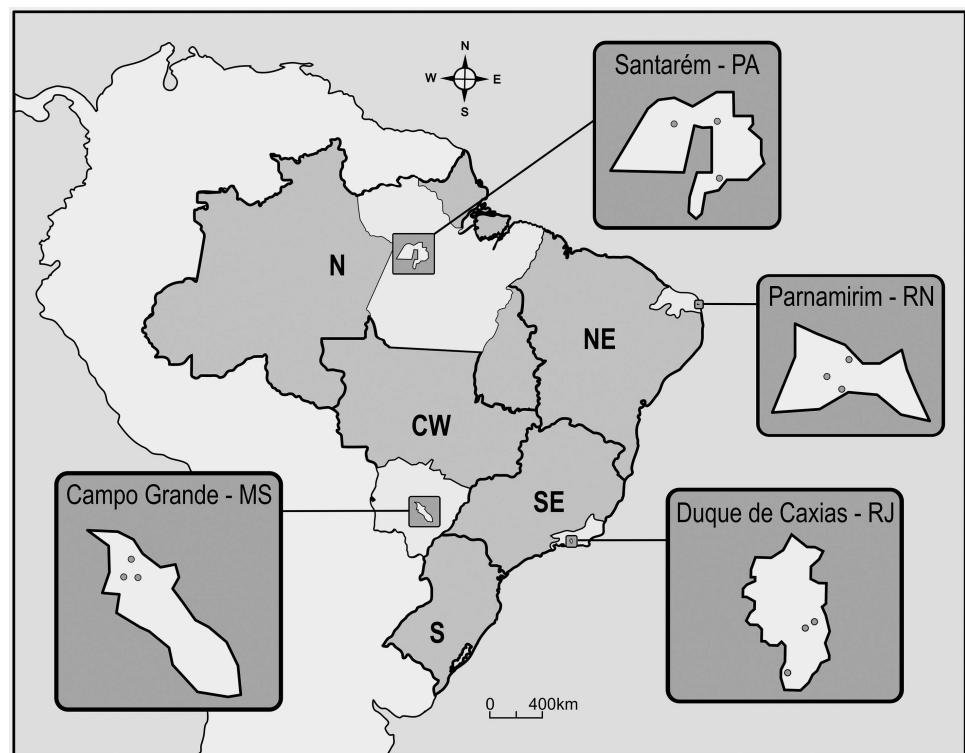 N
W
E
S
Santarém - PA
N
Parnamirim - RN
NE
CW
Campo Grande - MS
SE
Duque de Caxias - RJ
S
0 400km